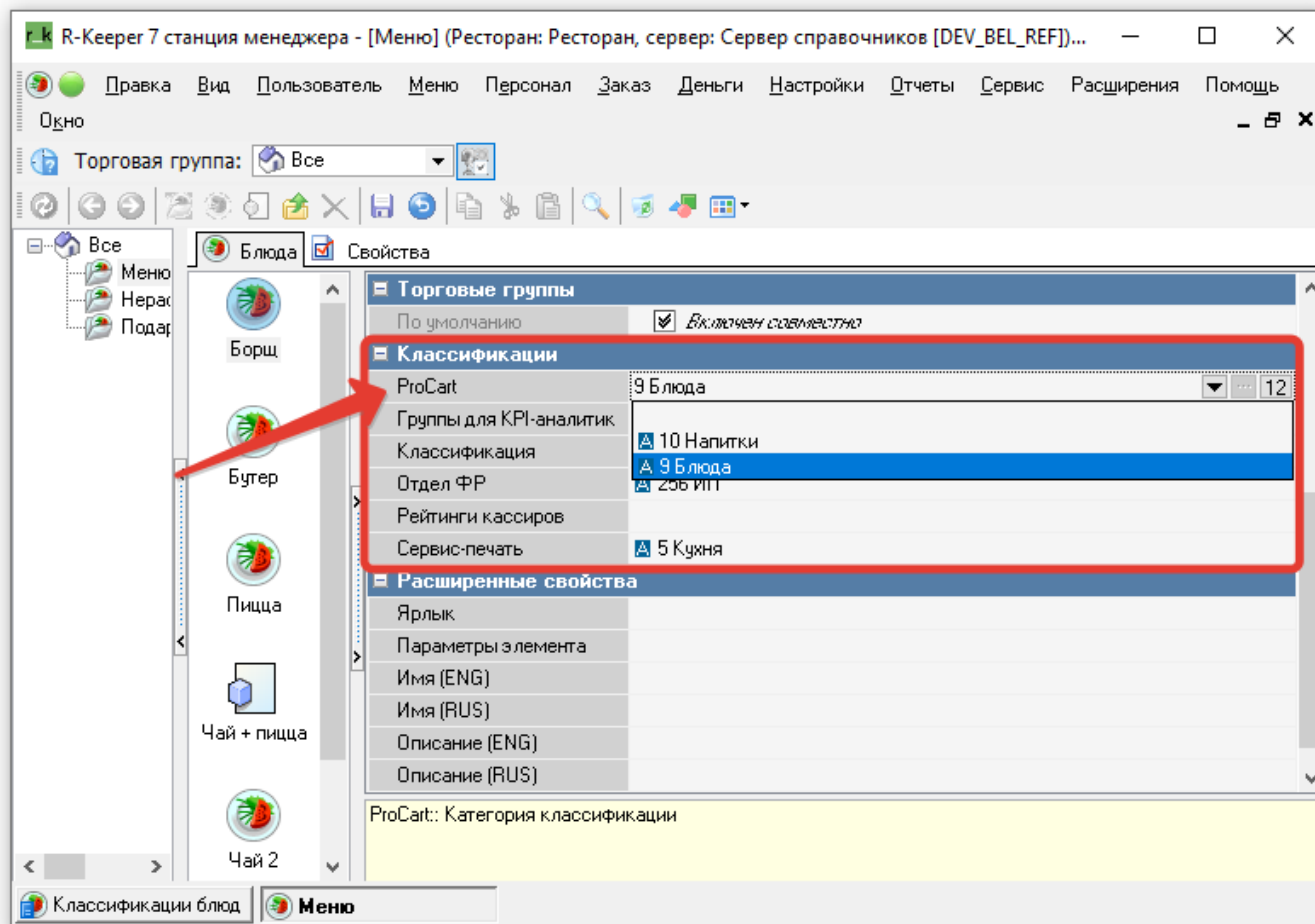 r_k R-Keeper 7 станция менеджера - [Меню] (Ресторан: Ресторан, сервер: Сервер справочников [DEV_BEL_REF])...
Правка Вид Пользователь Меню Персонал Заказ Деньги Настройки Отчеты Сервис Расширения Помощь
Окно
Торговая группа: Все
Все
Меню
Нерас
Подар
Блюда Свойства
Борщ
Бутер
Пицца
Чай + пицца
Чай 2
Торговые группы
По умолчанию Включен совместно
Классификации
ProCart 9 Блюда 12
Группы для KPI-аналитик
10 Напитки
Классификация
9 Блюда
Отдел ФР 256 ИП
Рейтинги кассиров
Сервис-печать 5 Кухня
Расширенные свойства
Ярлык
Параметры элемента
Имя (ENG)
Имя (RUS)
Описание (ENG)
Описание (RUS)
ProCart:: Категория классификации
Классификации блюд Меню